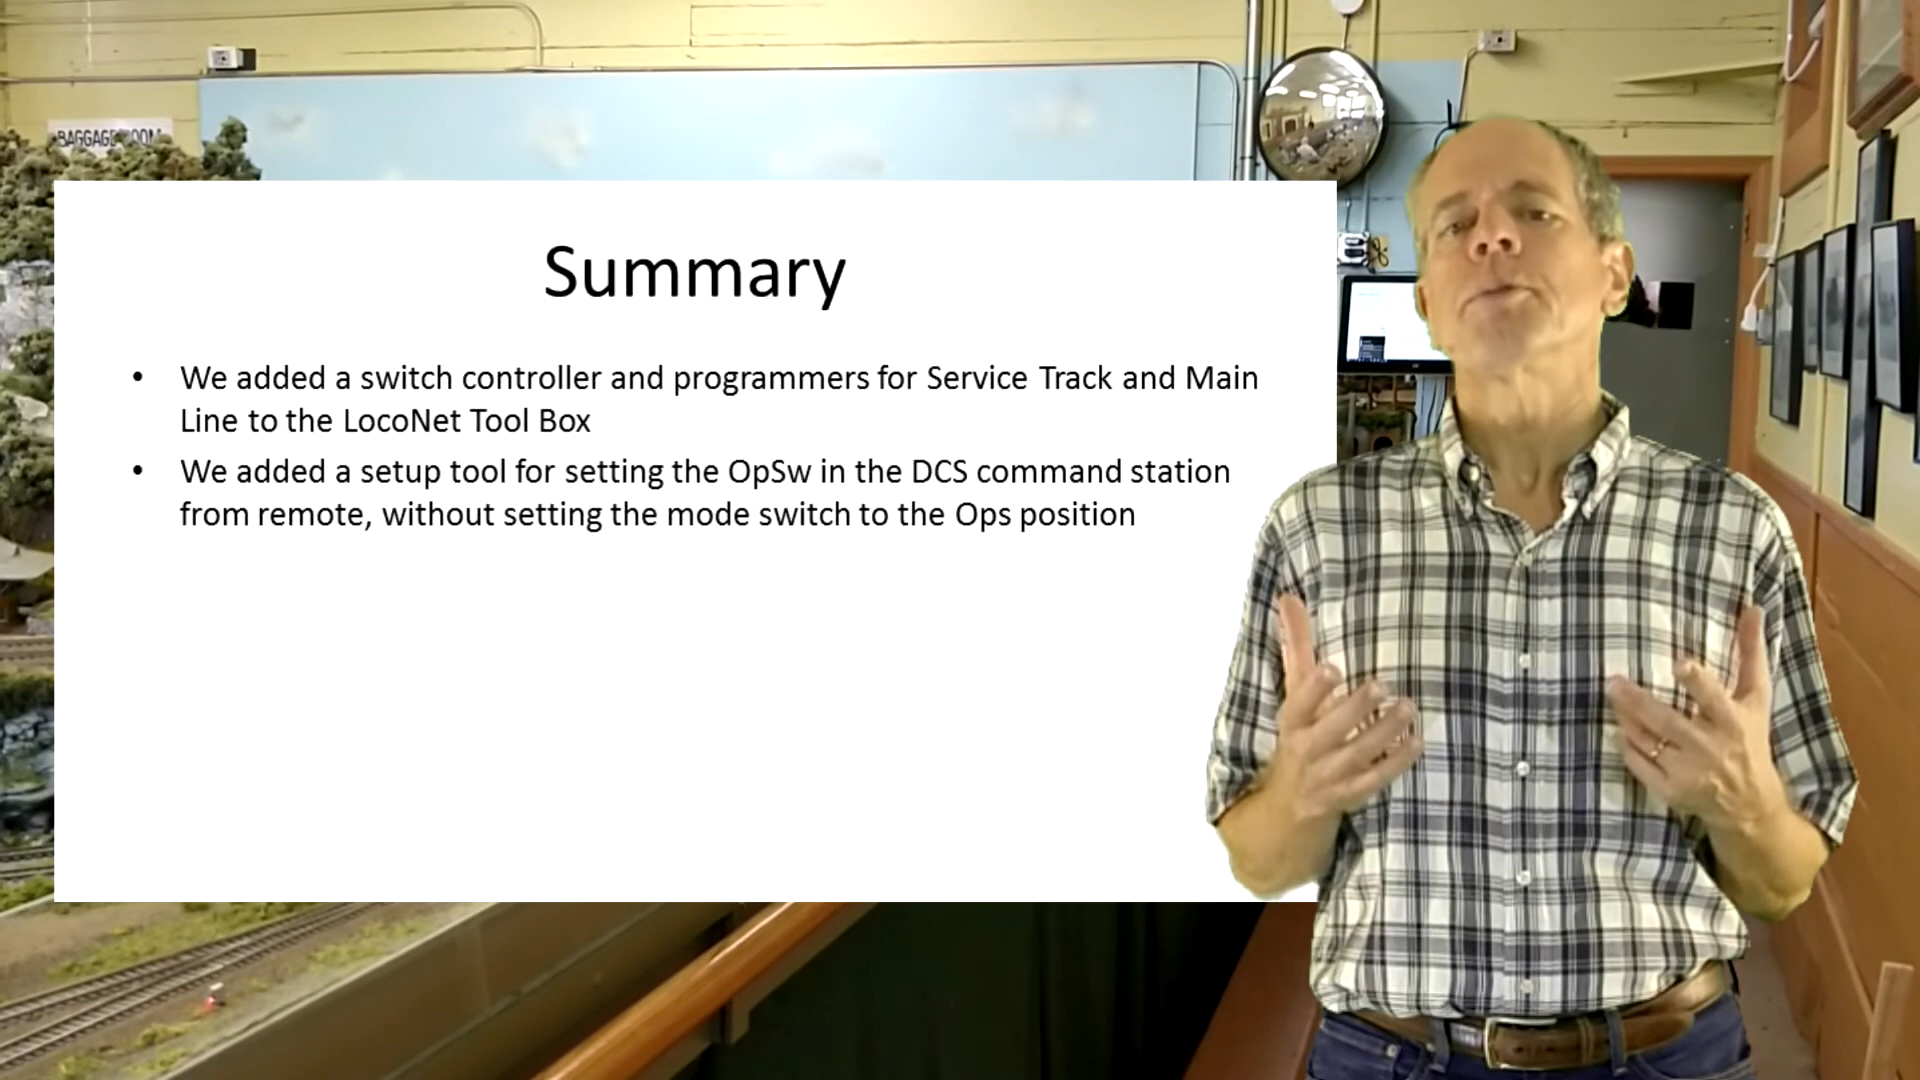 BAGGAGE ROOM
Summary
• We added a switch controller and programmers for Service Track and Main
Line to the LocoNet Tool Box
• We added a setup tool for setting the OpSw in the DCS command station
from remote, without setting the mode switch to the Ops position